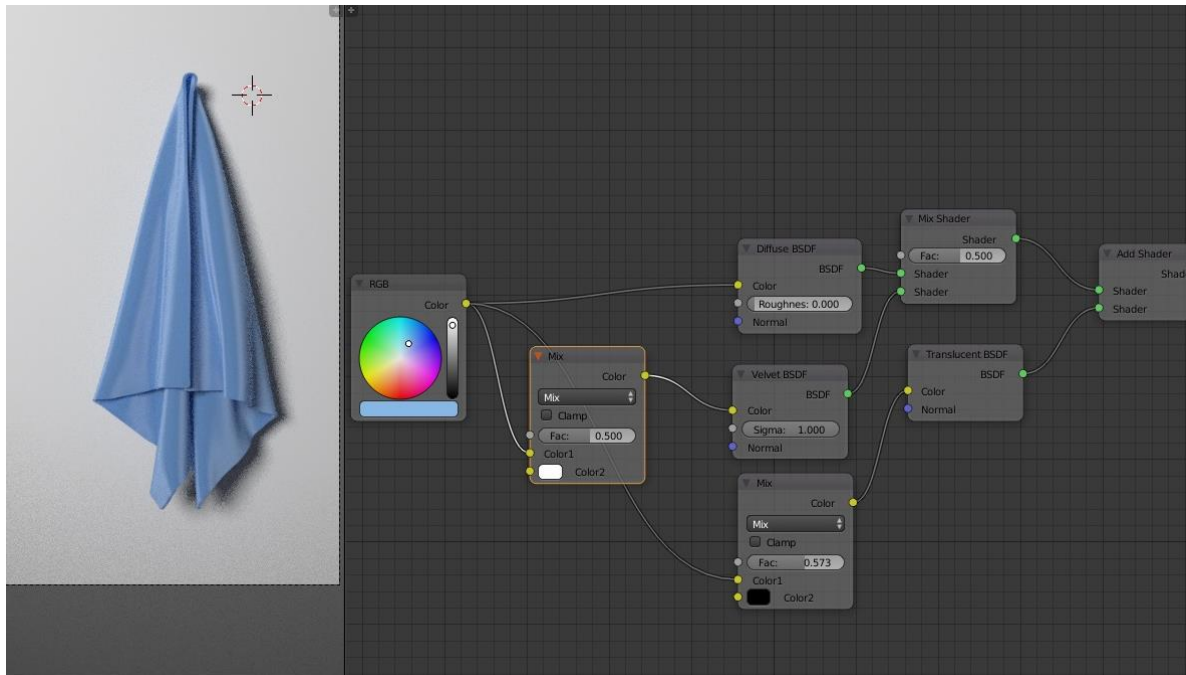 RGB
Color
Mix
Color
Mix
Clamp
Fac: 0.500
Color1
Color2
Diffuse BSDF
BSDF
Color
Roughnes: 0.000
Normal
Velvet BSDF
BSDF
Color
Sigma: 1.000
Normal
Mix
Color
Mix
Clamp
Fac: 0.573
Color1
Color2
Mix Shader
Shader
Fac: 0.500
Shader
Shader
Translucent BSDF
BSDF
Color
Normal
Add Shader
Shad
Shader
Shader